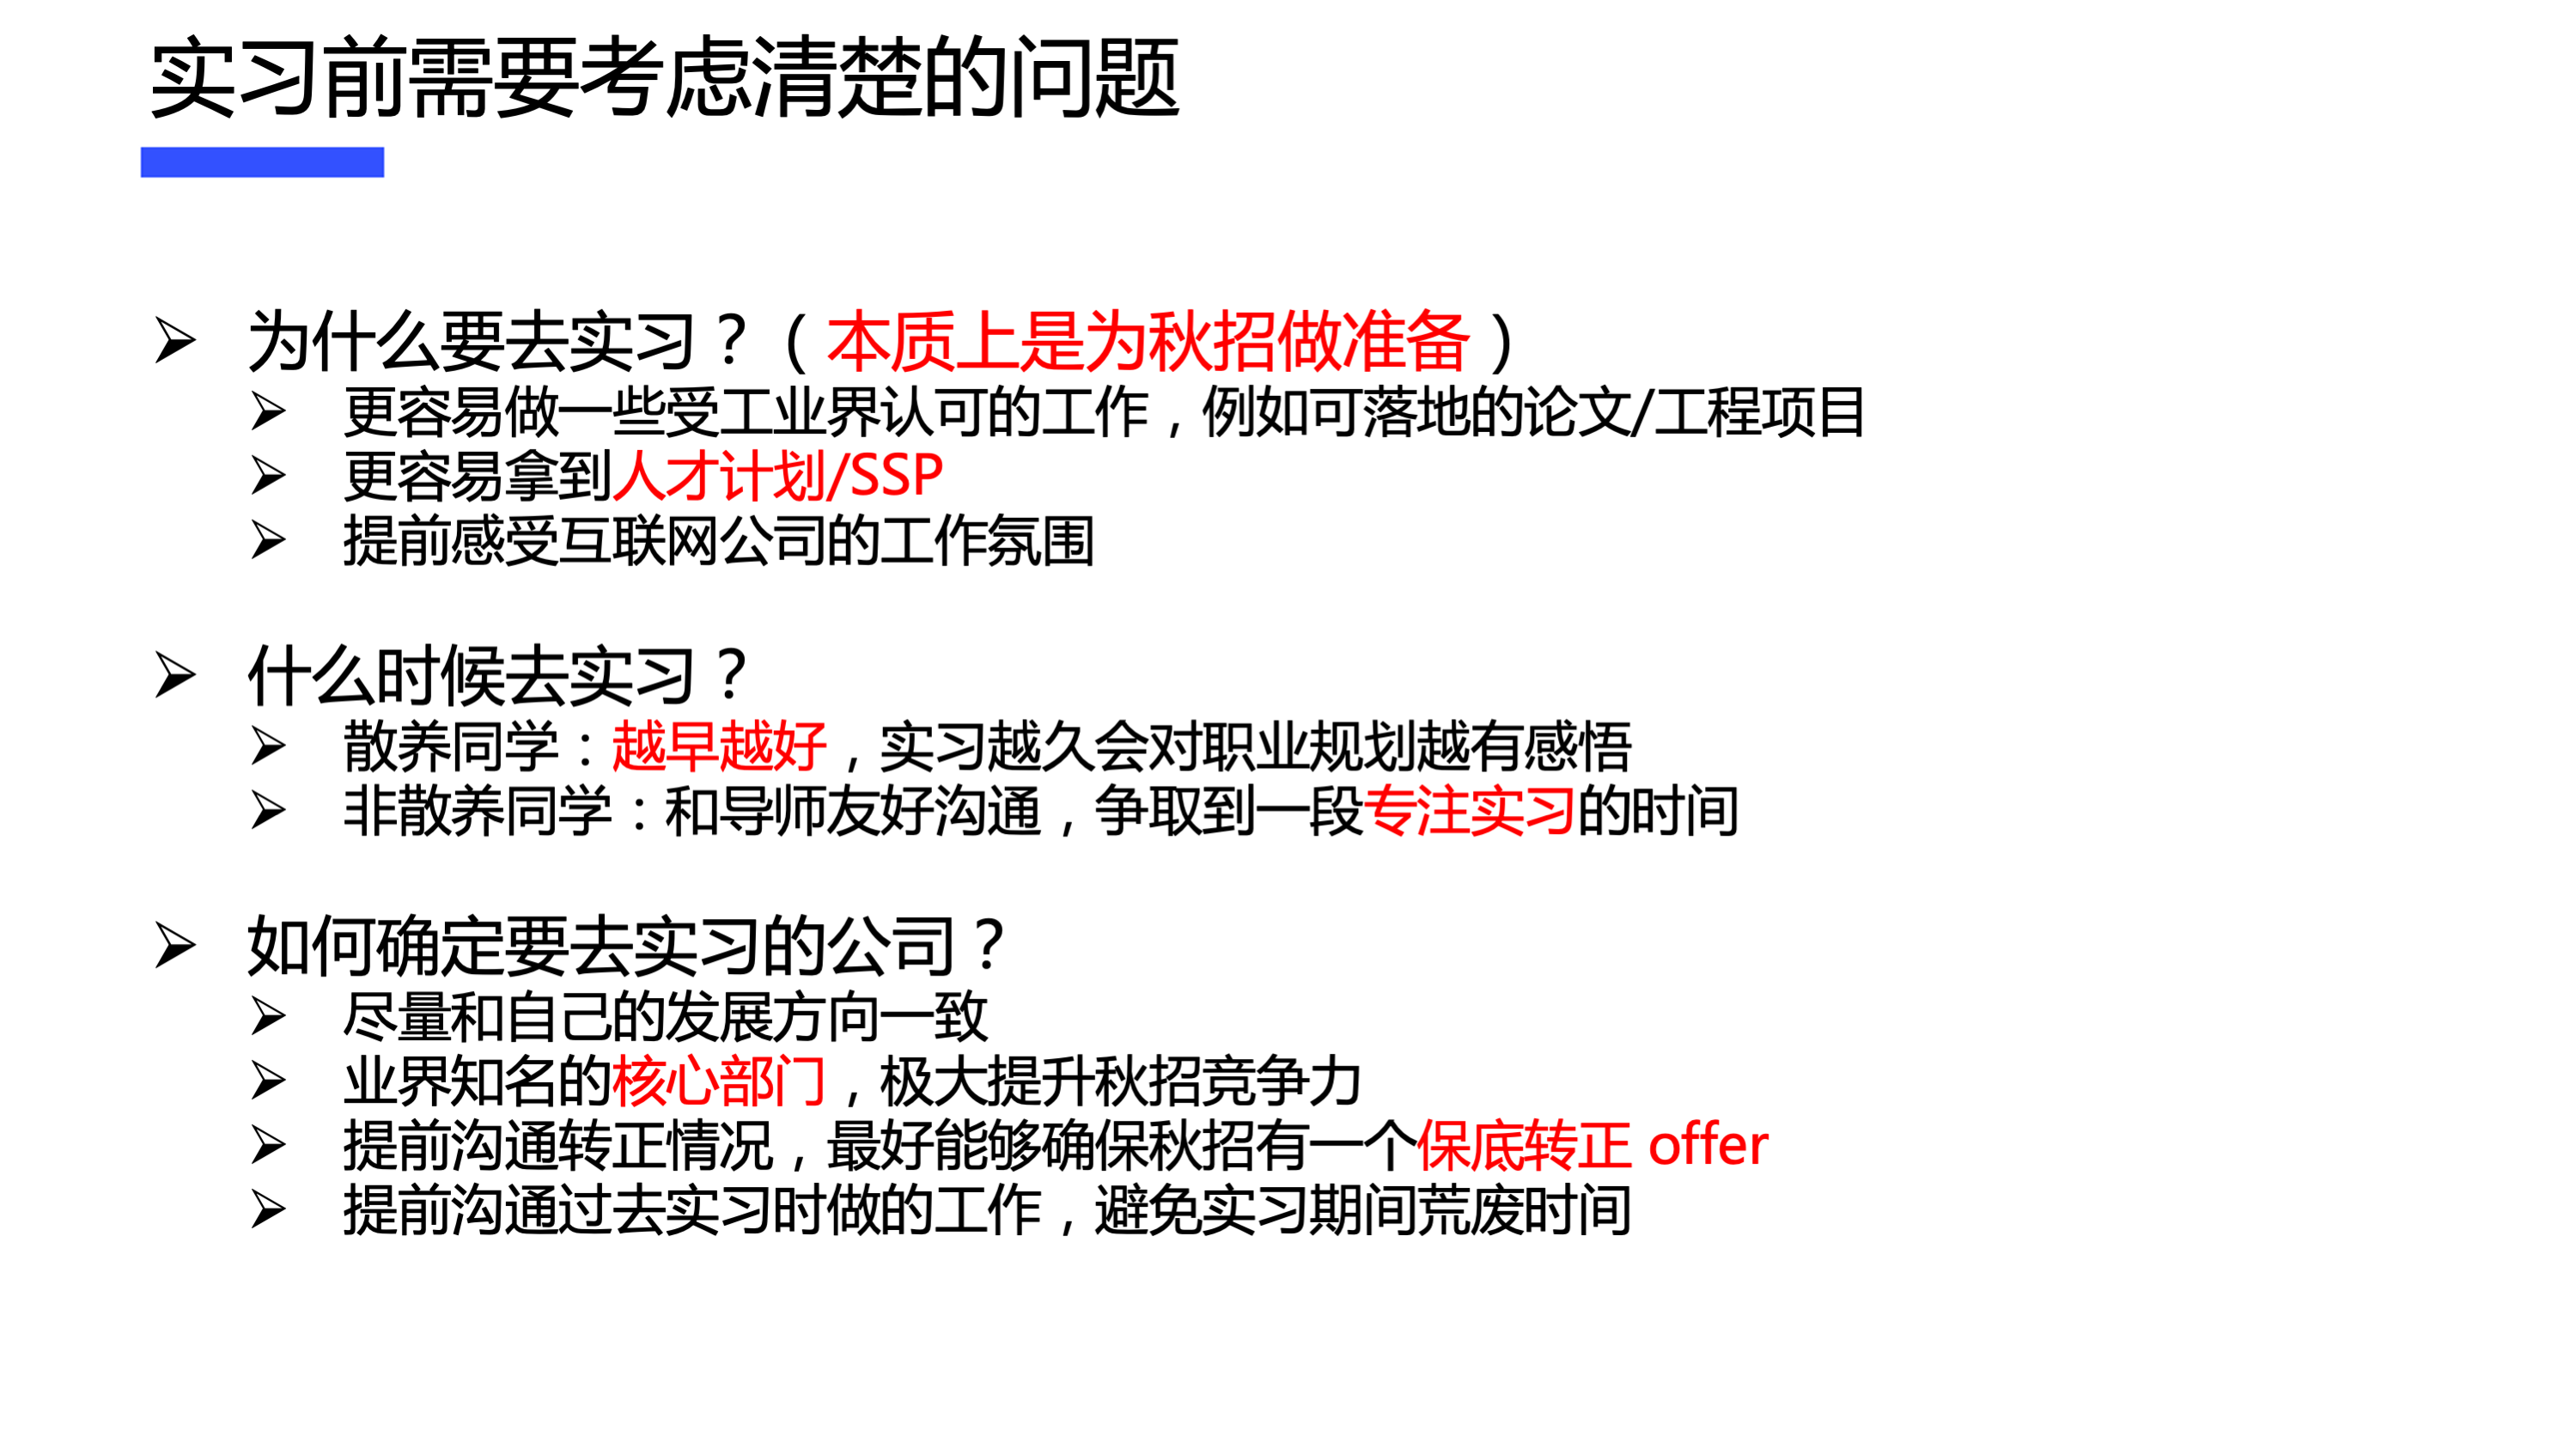 实习前需要考虑清楚的问题
为什么要去实习？（本质上是为秋招做准备）
更容易做一些受工业界认可的工作，例如可落地的论文/工程项目
更容易拿到人才计划/SSP
提前感受互联网公司的工作氛围
什么时候去实习？
散养同学：越早越好，实习越久会对职业规划越有感悟
非散养同学：和导师友好沟通，争取到一段专注实习的时间
如何确定要去实习的公司？
尽量和自己的发展方向一致
业界知名的核心部门，极大提升秋招竞争力
提前沟通转正情况，最好能够确保秋招有一个保底转正 offer
提前沟通过去实习时做的工作，避免实习期间荒废时间